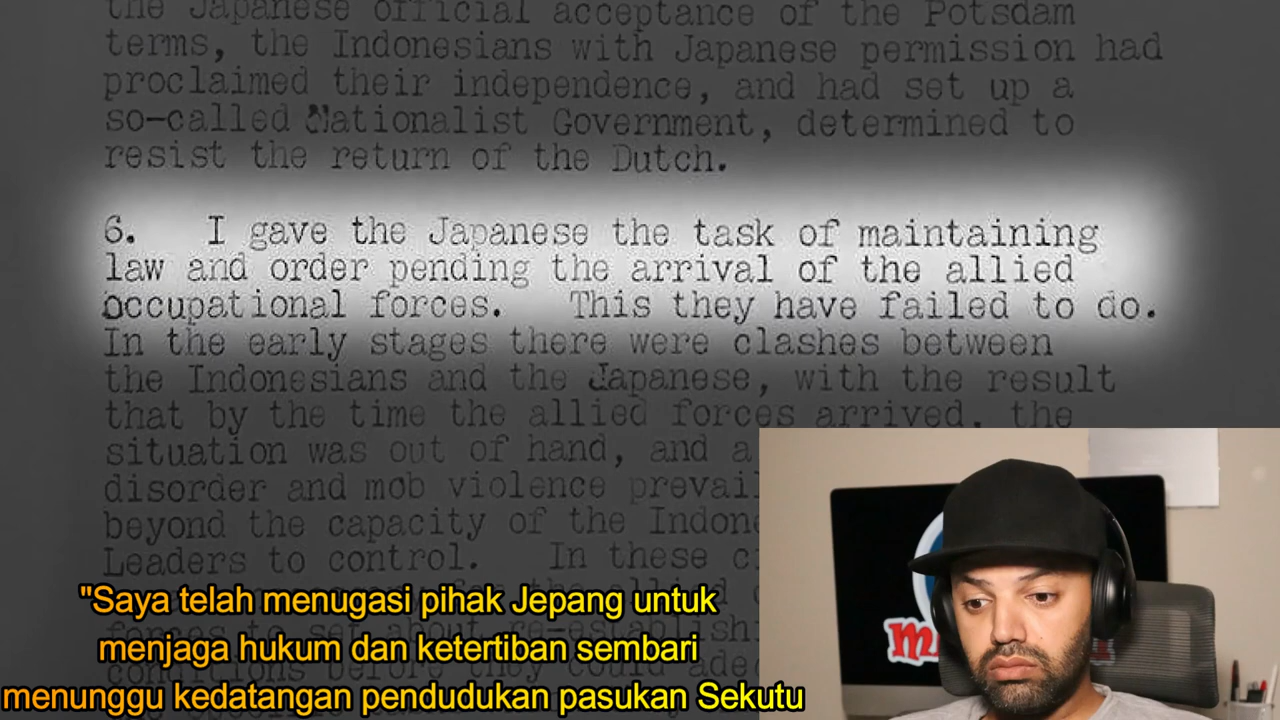 the Japanese official acceptance of the Potsdam
terms, the Indonesians with Japanese permission had
proclaimed their independence, and had set up a
so-called Nationalist Government, determined to
resist the return of the Dutch.
6. I gave the Japanese the task of maintaining
law and order pending the arrival of the allied
occupational forces. This they have failed to do.
In the early stages there were clashes between
the Indonesians and the Japanese, with the result
that by the time the allied forces arrived, the
situation was out of hand, and a
disorder and mob violence
beyond the capacity of the
Leaders to control. In these
"Saya telah menugasi pihak Jepang untuk
menjaga hukum dan ketertiban sembari
menunggu kedatangan pendudukan pasukan Sekutu